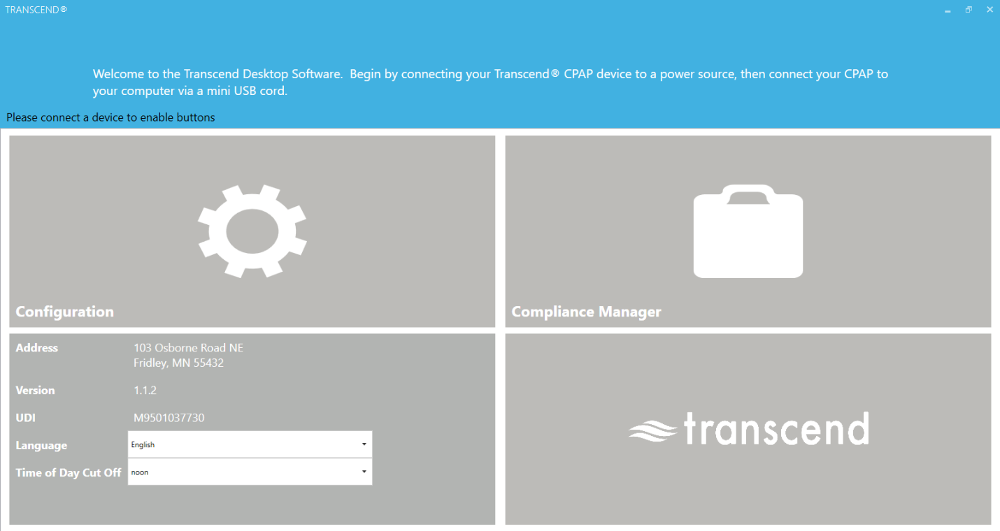 TRANSCEND®
Welcome to the Transcend Desktop Software.  Begin by connecting your Transcend® CPAP device to a power source, then connect your CPAP to
your computer via a mini USB cord.
Please connect a device to enable buttons
Configuration
Compliance Manager
Address 103 Osborne Road NE
Fridley, MN 55432
Version 1.1.2
UDI M9501037730
Language English
Time of Day Cut Off noon
transcend